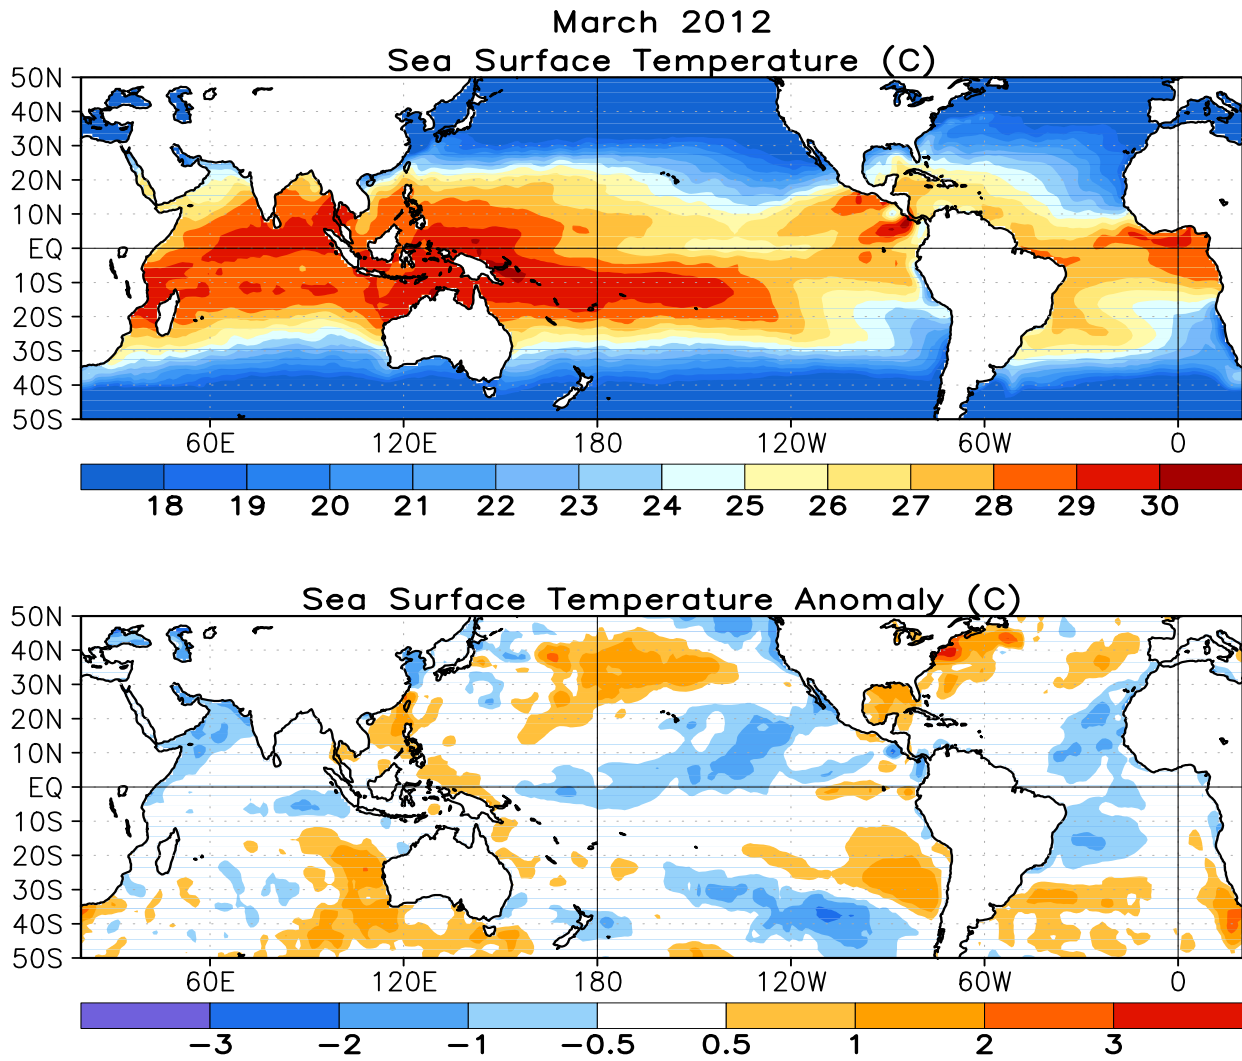 March 2012
Sea Surface Temperature (C)
50N
40N
30N
20N
10N
EQ
10S
20S
30S
40S
50S
60E 120E 180 120W 60W 0
18 19 20 21 22 23 24 25 26 27 28 29 30
Sea Surface Temperature Anomaly (C)
50N
40N
30N
20N
10N
EQ
10S
20S
30S
40S
50S
60E 120E 180 120W 60W 0
−3 −2 −1 −0.5 0.5 1 2 3